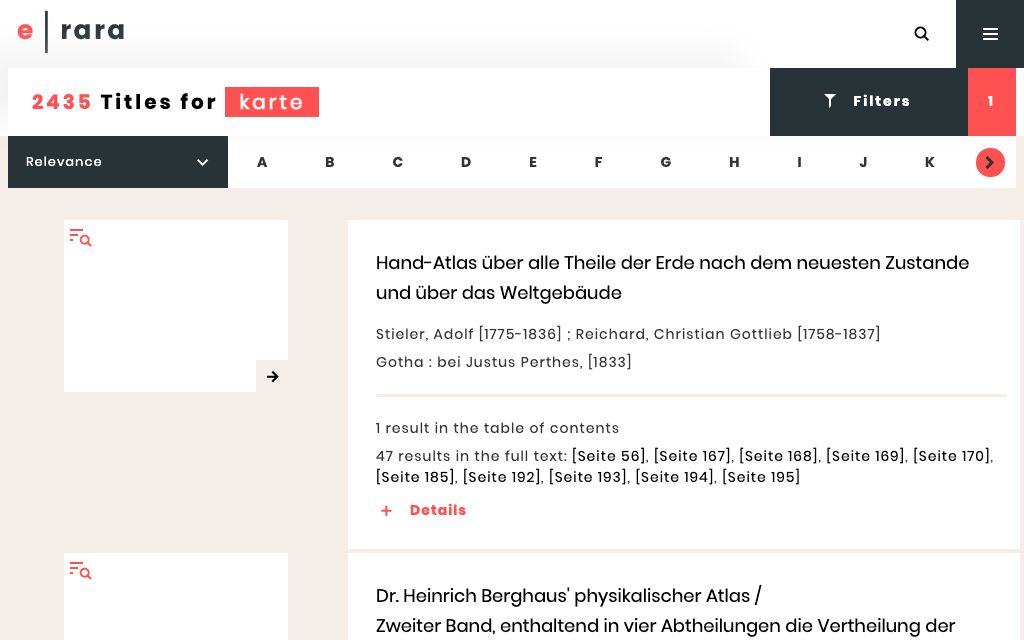 e | rara
2435 Titles for karte
Filters
1
Relevance
A B C D E F G H I J K
Hand-Atlas über alle Theile der Erde nach dem neuesten Zustande
und über das Weltgebäude
Stieler, Adolf [1775-1836] ; Reichard, Christian Gottlieb [1758-1837]
Gotha : bei Justus Perthes, [1833]
1 result in the table of contents
47 results in the full text: [Seite 56], [Seite 167], [Seite 168], [Seite 169], [Seite 170],
[Seite 185], [Seite 192], [Seite 193], [Seite 194], [Seite 195]
+ Details
Dr. Heinrich Berghaus' physikalischer Atlas /
Zweiter Band, enthaltend in vier Abtheilungen die Vertheilung der